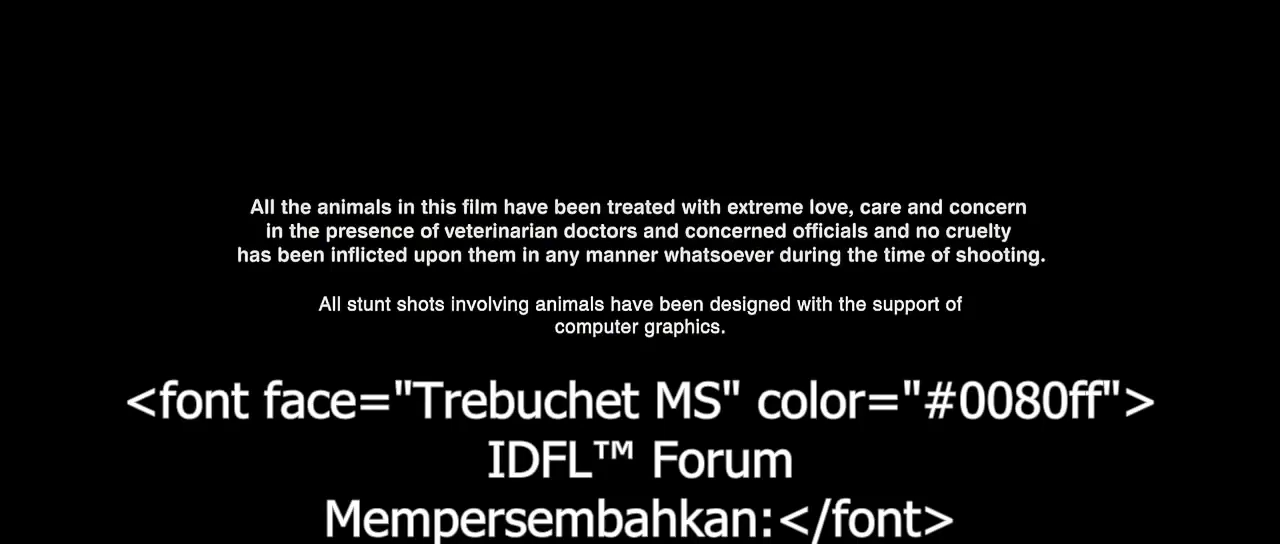 All the animals in this film have been treated with extreme love, care and concern
in the presence of veterinarian doctors and concerned officials and no cruelty
has been inflicted upon them in any manner whatsoever during the time of shooting.
All stunt shots involving animals have been designed with the support of
computer graphics.
<font face="Trebuchet MS" color="#0080ff">
IDFL™ Forum
Mempersembahkan:</font>